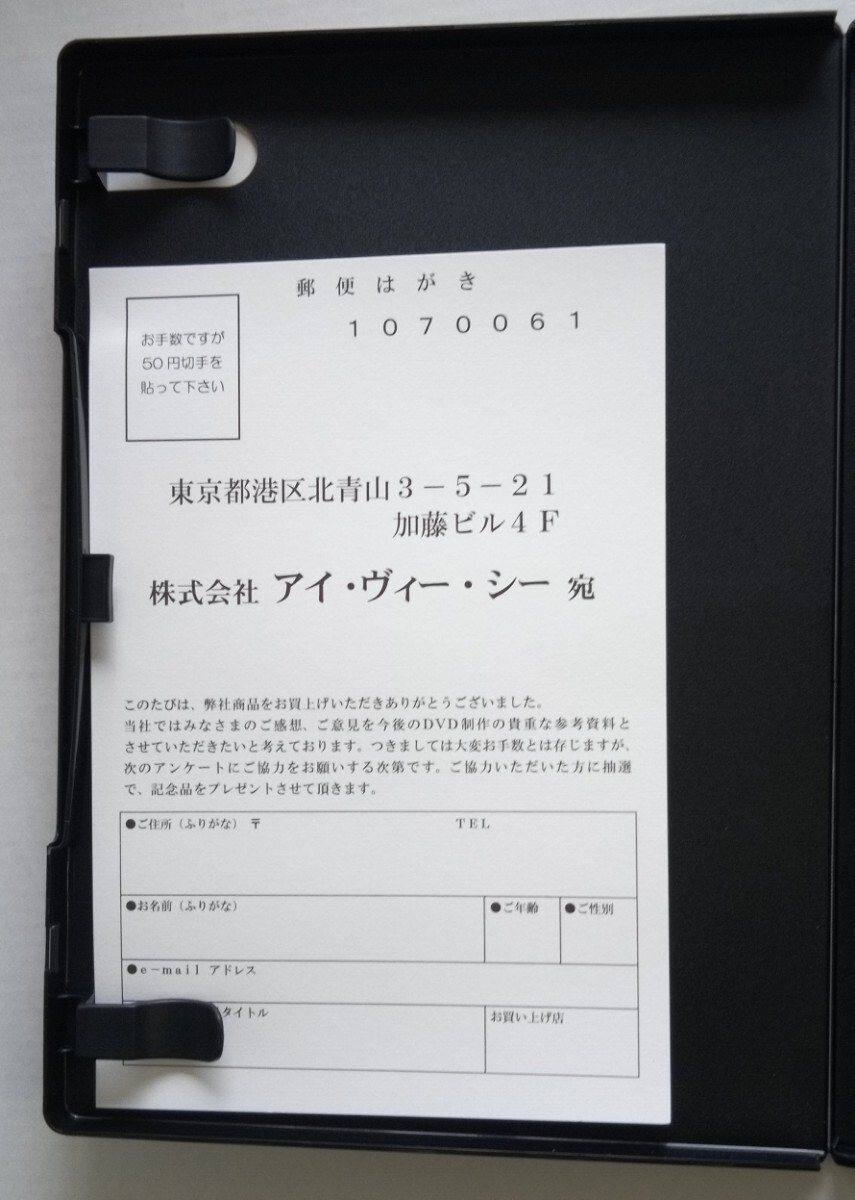 郵便はがき
1070061
お手数ですが
50円切手を
貼って下さい
東京都港区北青山3-5-21
加藤ビル4F
株式会社 アイ・ヴィー・シー 宛
このたびは、弊社商品をお買上げいただきありがとうございました。
当社ではみなさまのご感想、ご意見を今後のDVD制作の貴重な参考資料と
させていただきたいと考えております。つきましては大変お手数とは存じますが、
次のアンケートにご協力をお願いする次第です。ご協力いただいた方に抽選
で、記念品をプレゼントさせて頂きます。
●ご住所（ふりがな）〒 TEL
●お名前（ふりがな） ●ご年齢 ●ご性別
●e-mail アドレス
タイトル お買い上げ店